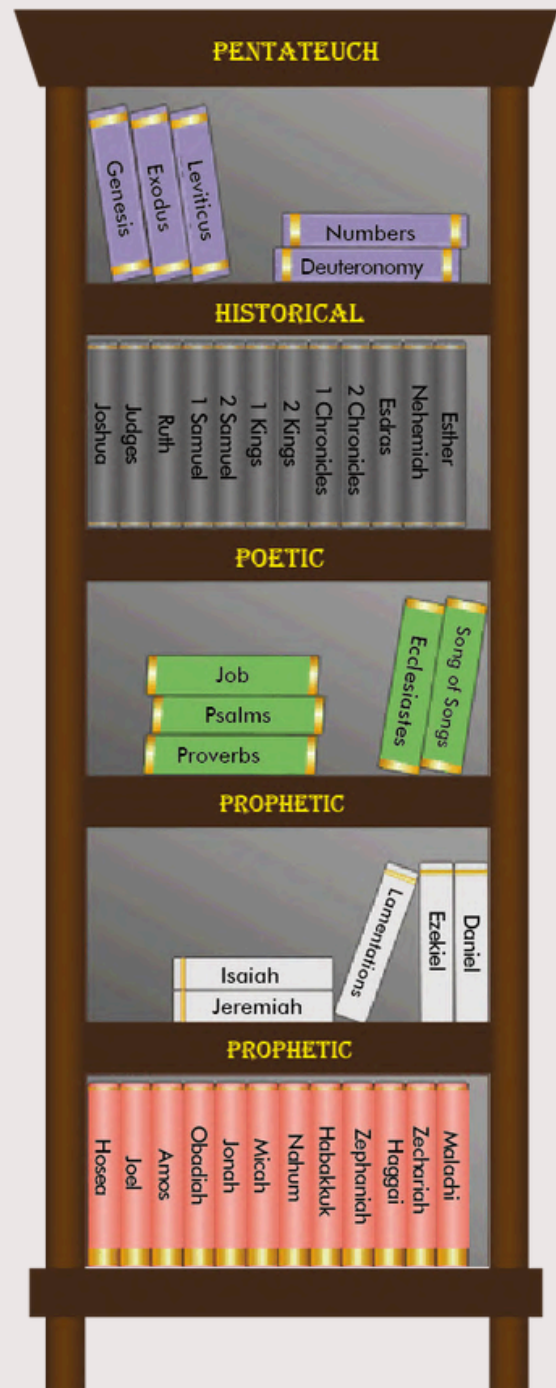 PENTATEUCH
Genesis
Exodus
Leviticus
Numbers
Deuteronomy
HISTORICAL
Joshua
Judges
Ruth
1 Samuel
2 Samuel
1 Kings
2 Kings
1 Chronicles
2 Chronicles
Esdras
Nehemiah
Esther
POETIC
Job
Psalms
Proverbs
Ecclesiastes
Song of Songs
PROPHETIC
Isaiah
Jeremiah
Lamentations
Ezekiel
Daniel
PROPHETIC
Hosea
Joel
Amos
Obadiah
Jonah
Micah
Nahum
Habakkuk
Zephaniah
Haggai
Zechariah
Malachi